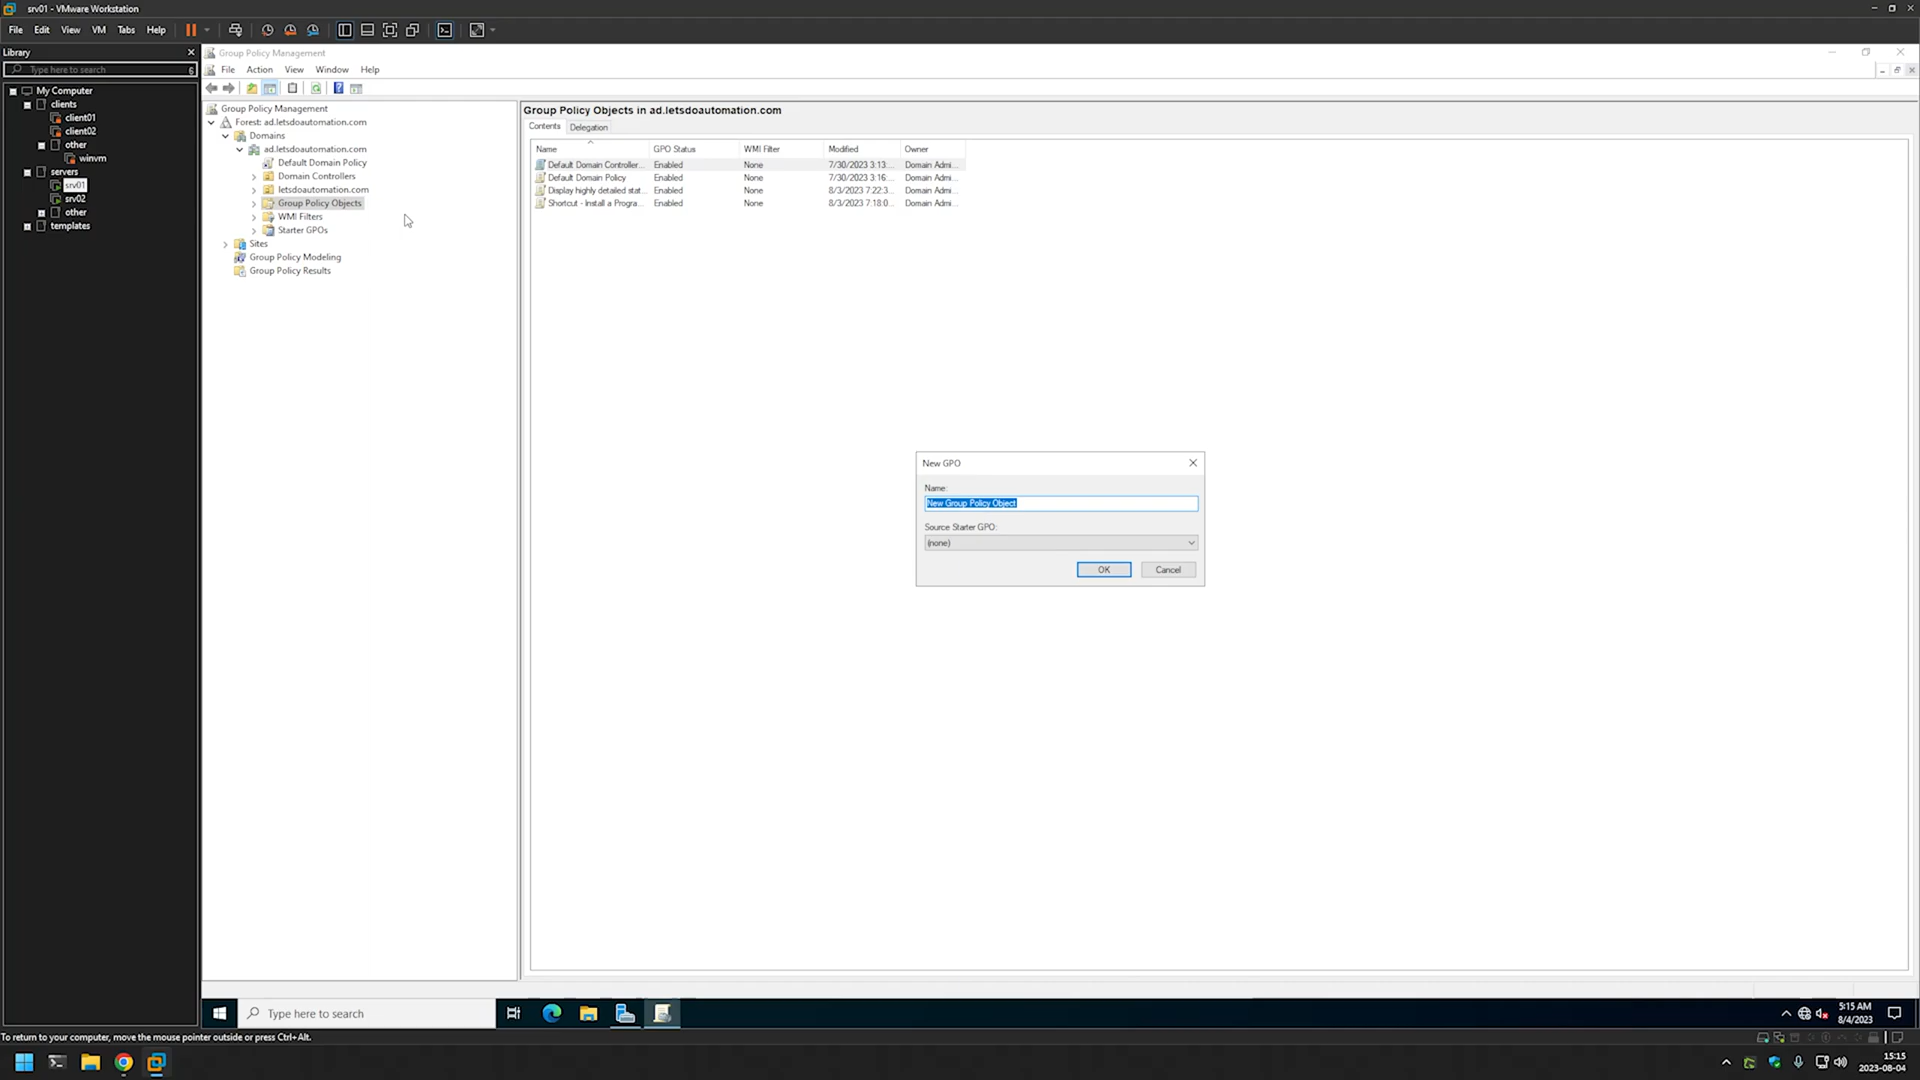 srv01 - VMware Workstation
File Edit View VM Tabs Help
Library
Type here to search
My Computer
clients
client01
client02
other
winvm
servers
srv01
srv02
other
templates
Group Policy Management
File Action View Window Help
Group Policy Management
Forest: ad.letsdoautomation.com
Domains
ad.letsdoautomation.com
Default Domain Policy
Domain Controllers
letsdoautomation.com
Group Policy Objects
WMI Filters
Starter GPOs
Sites
Group Policy Modeling
Group Policy Results
Group Policy Objects in ad.letsdoautomation.com
Contents Delegation
Name GPO Status WMI Filter Modified Owner
Default Domain Controller... Enabled None 7/30/2023 3:13:... Domain Admi...
Default Domain Policy Enabled None 7/30/2023 3:16:... Domain Admi...
Display highly detailed stat... Enabled None 8/3/2023 7:22:3... Domain Admi...
Shortcut - Install a Progra... Enabled None 8/3/2023 7:18:0... Domain Admi...
New GPO
Name:
New Group Policy Object
Source Starter GPO:
(none)
OK Cancel
Type here to search
5:15 AM
8/4/2023
To return to your computer, move the mouse pointer outside or press Ctrl+Alt.
15:15
2023-08-04